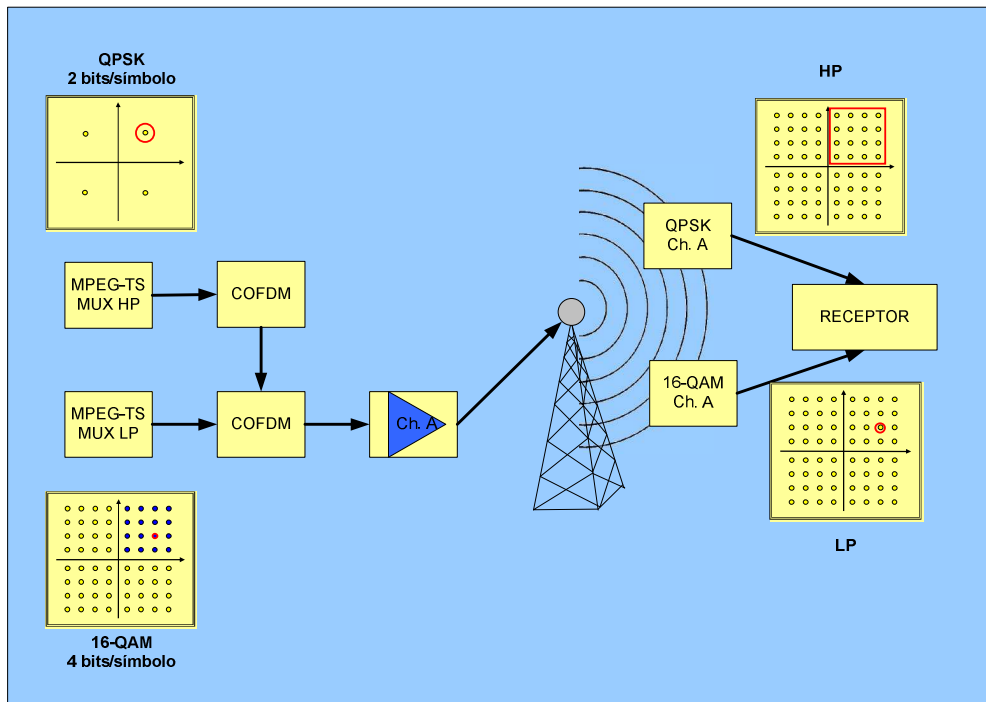 QPSK
2 bits/símbolo
HP
QPSK
Ch. A
MPEG-TS
MUX HP
COFDM
RECEPTOR
16-QAM
Ch. A
MPEG-TS
MUX LP
COFDM
Ch. A
LP
16-QAM
4 bits/símbolo